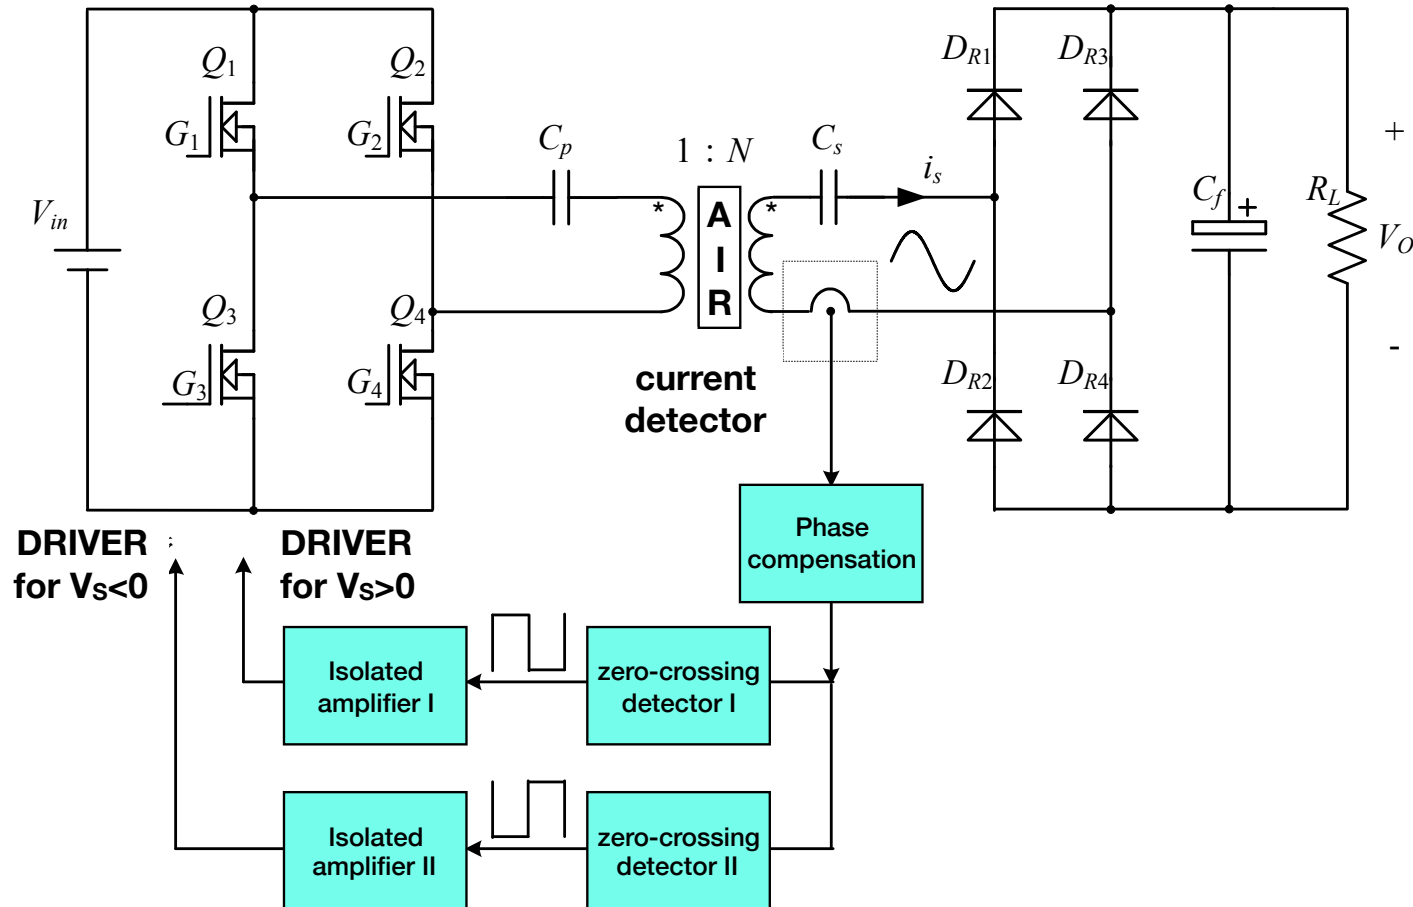 Q1
Q2
DR1
DR3
G1
G2
Cp
1 : N
Cs
is
+
Vin
A
I
R
*
*
Cf
+
RL
VO
Q3
Q4
-
G3
G4
current
detector
DR2
DR4
DRIVER
for VS<0
DRIVER
for VS>0
Phase
compensation
Isolated
amplifier I
zero-crossing
detector I
Isolated
amplifier II
zero-crossing
detector II